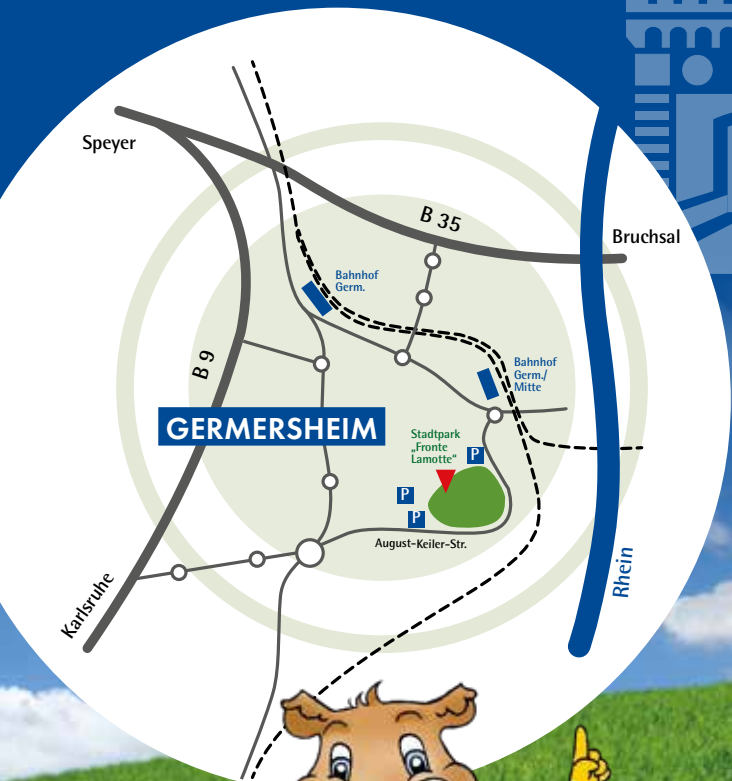 Speyer
B 35
Bruchsal
Bahnhof
Germ.
B 9
Bahnhof
Germ./
Mitte
GERMERSHEIM
Stadtpark
„Fronte
Lamotte“
P
P
P
August-Keiler-Str.
Karlsruhe
Rhein